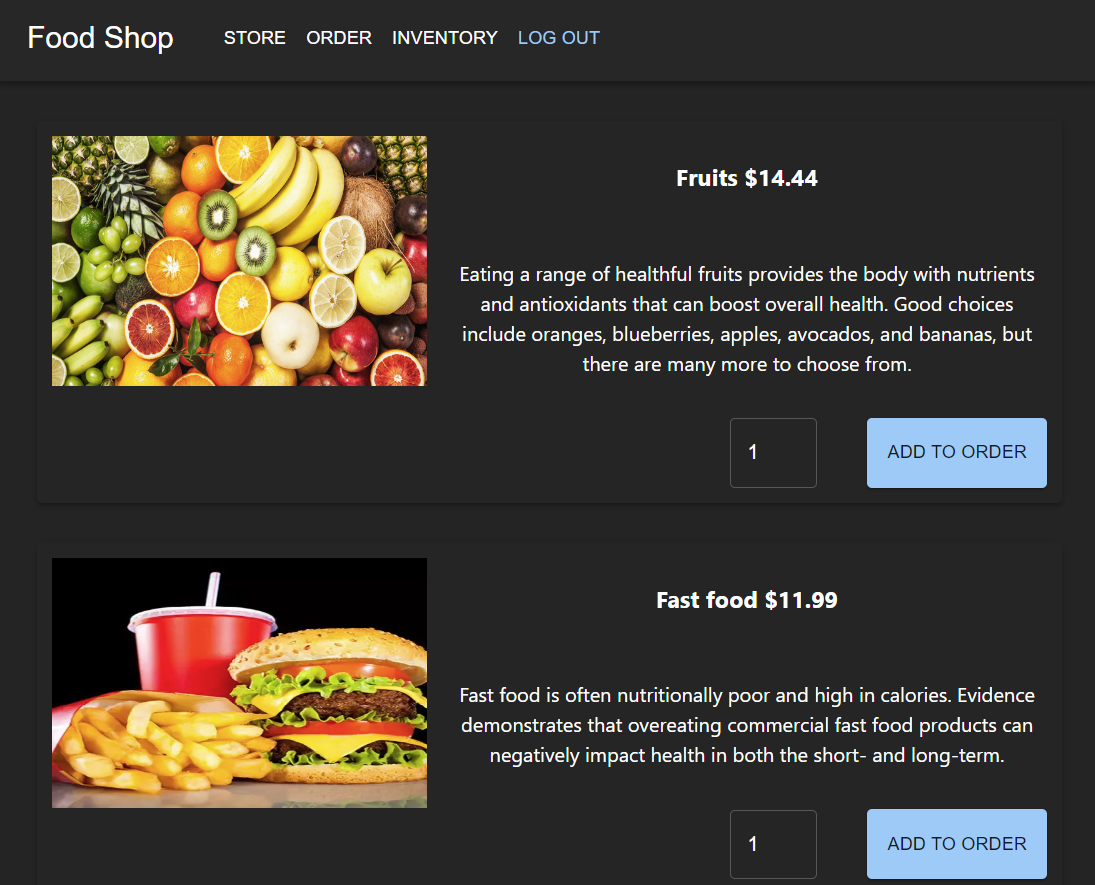 Food Shop STORE ORDER INVENTORY LOG OUT
Fruits $14.44
Eating a range of healthful fruits provides the body with nutrients
and antioxidants that can boost overall health. Good choices
include oranges, blueberries, apples, avocados, and bananas, but
there are many more to choose from.
1 ADD TO ORDER
Fast food $11.99
Fast food is often nutritionally poor and high in calories. Evidence
demonstrates that overeating commercial fast food products can
negatively impact health in both the short- and long-term.
1 ADD TO ORDER